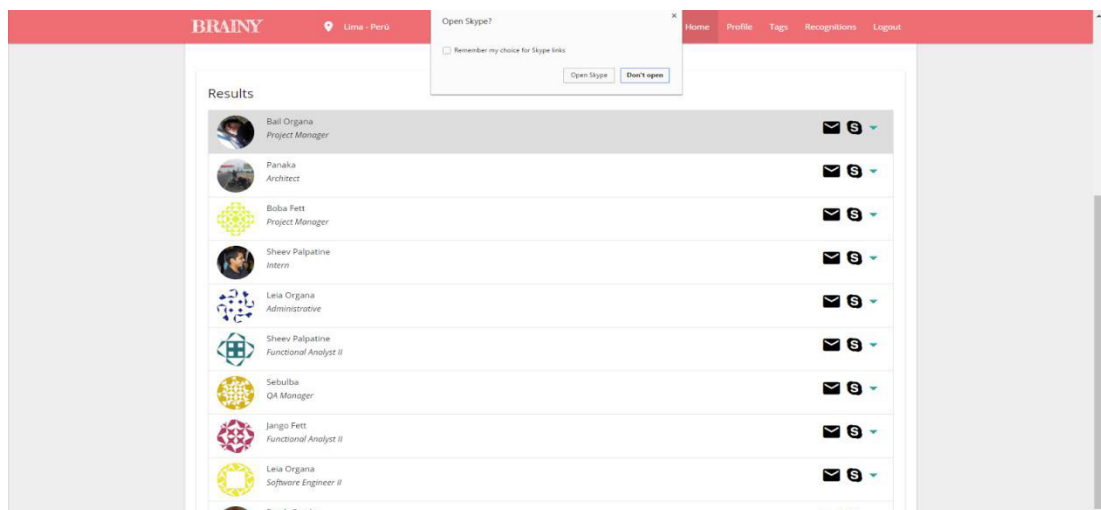 BRAINY
Lima - Perú
Open Skype?
Remember my choice for Skype links
Open Skype Don't open
Home Profile Tags Recognitions Logout
Results
Bail Organa
Project Manager
Panaka
Architect
Boba Fett
Project Manager
Sheev Palpatine
Intern
Leia Organa
Administrative
Sheev Palpatine
Functional Analyst II
Sebulba
QA Manager
Jango Fett
Functional Analyst II
Leia Organa
Software Engineer II